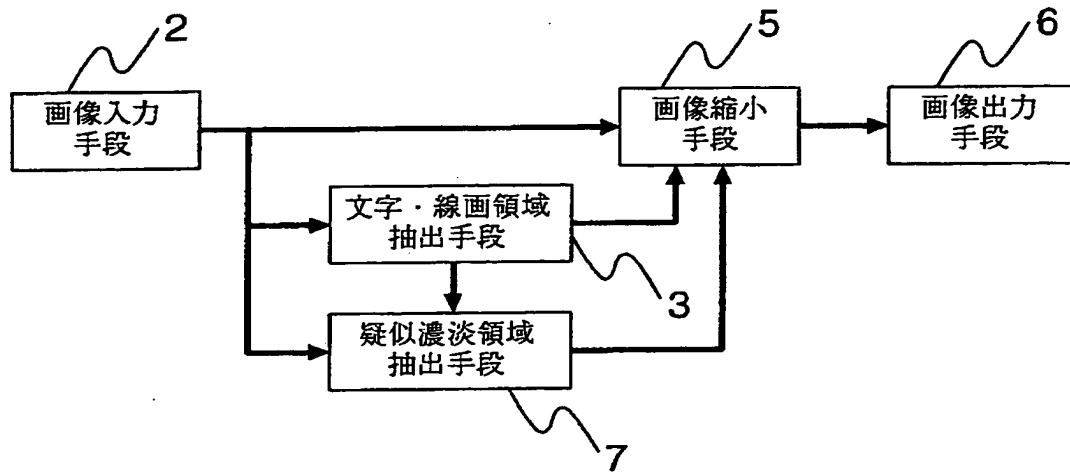 2
5
6
画像入力
手段
画像縮小
手段
画像出力
手段
文字・線画領域
抽出手段
3
疑似濃淡領域
抽出手段
7